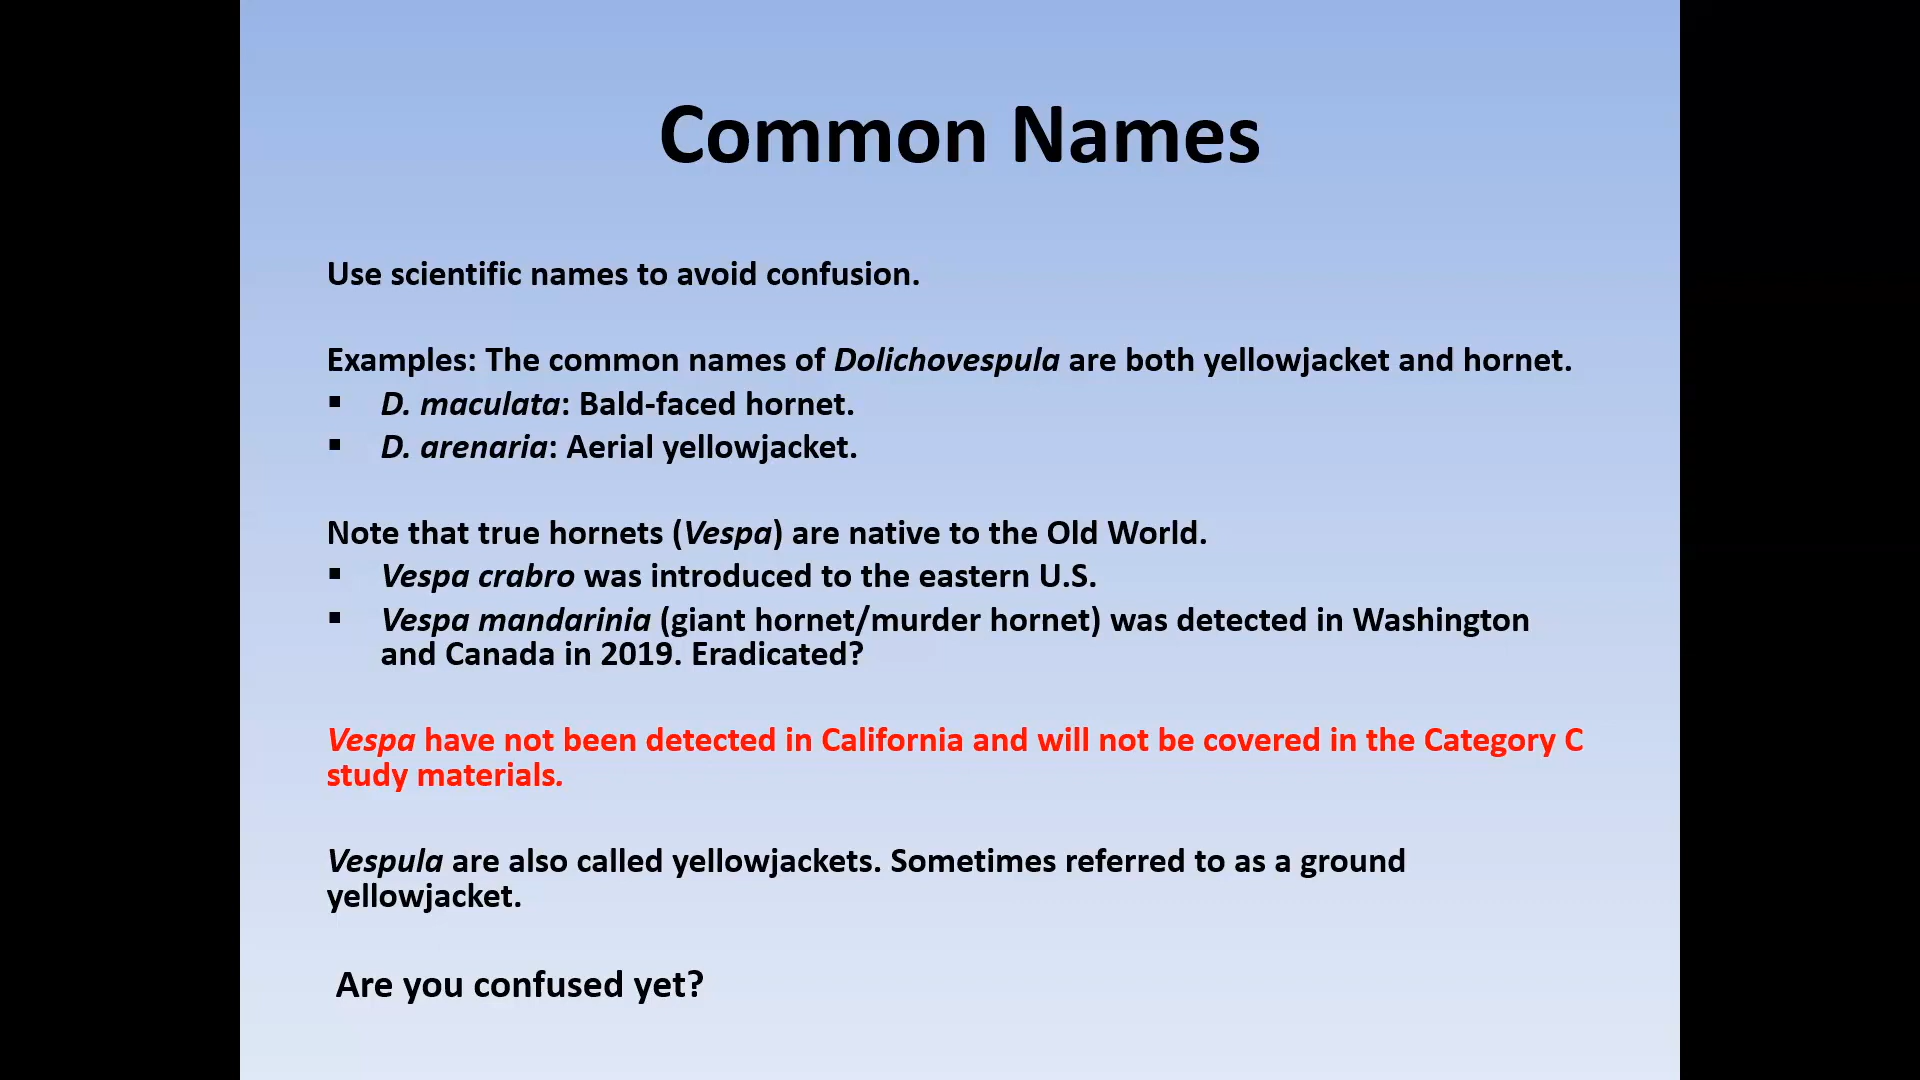 Common Names
Use scientific names to avoid confusion.
Examples: The common names of Dolichovespula are both yellowjacket and hornet.
▪ D. maculata: Bald-faced hornet.
▪ D. arenaria: Aerial yellowjacket.
Note that true hornets (Vespa) are native to the Old World.
▪ Vespa crabro was introduced to the eastern U.S.
▪ Vespa mandarinia (giant hornet/murder hornet) was detected in Washington
and Canada in 2019. Eradicated?
Vespa have not been detected in California and will not be covered in the Category C
study materials.
Vespula are also called yellowjackets. Sometimes referred to as a ground
yellowjacket.
Are you confused yet?